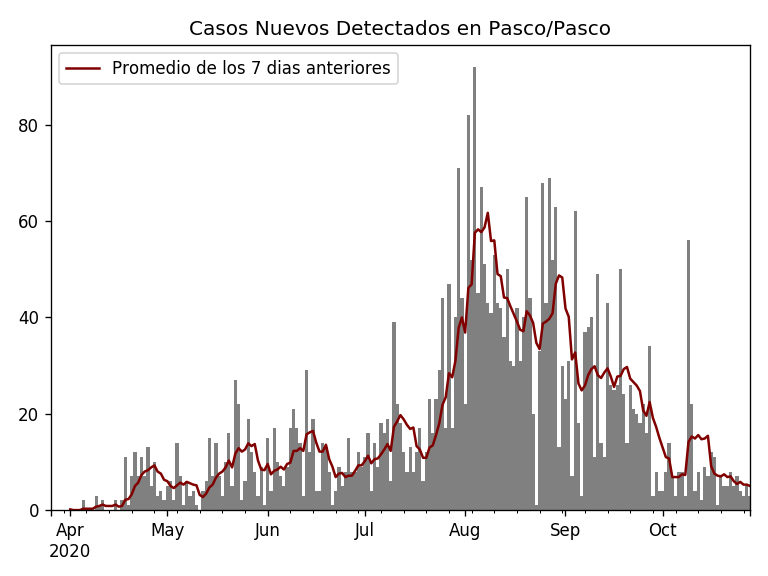 Casos Nuevos Detectados en Pasco/Pasco
Promedio de los 7 dias anteriores
80
60
40
20
0
Apr May Jun Jul Aug Sep Oct
2020